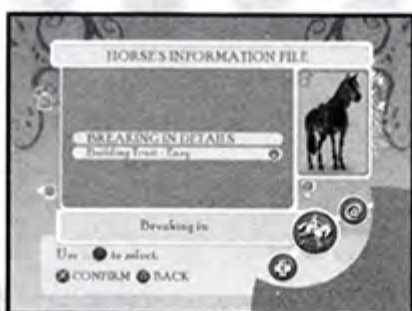 HORSE'S INFORMATION FILE
BREAKING IN DETAILS
Building Trust - Easy
Breaking in
Use to select.
CONFIRM BACK